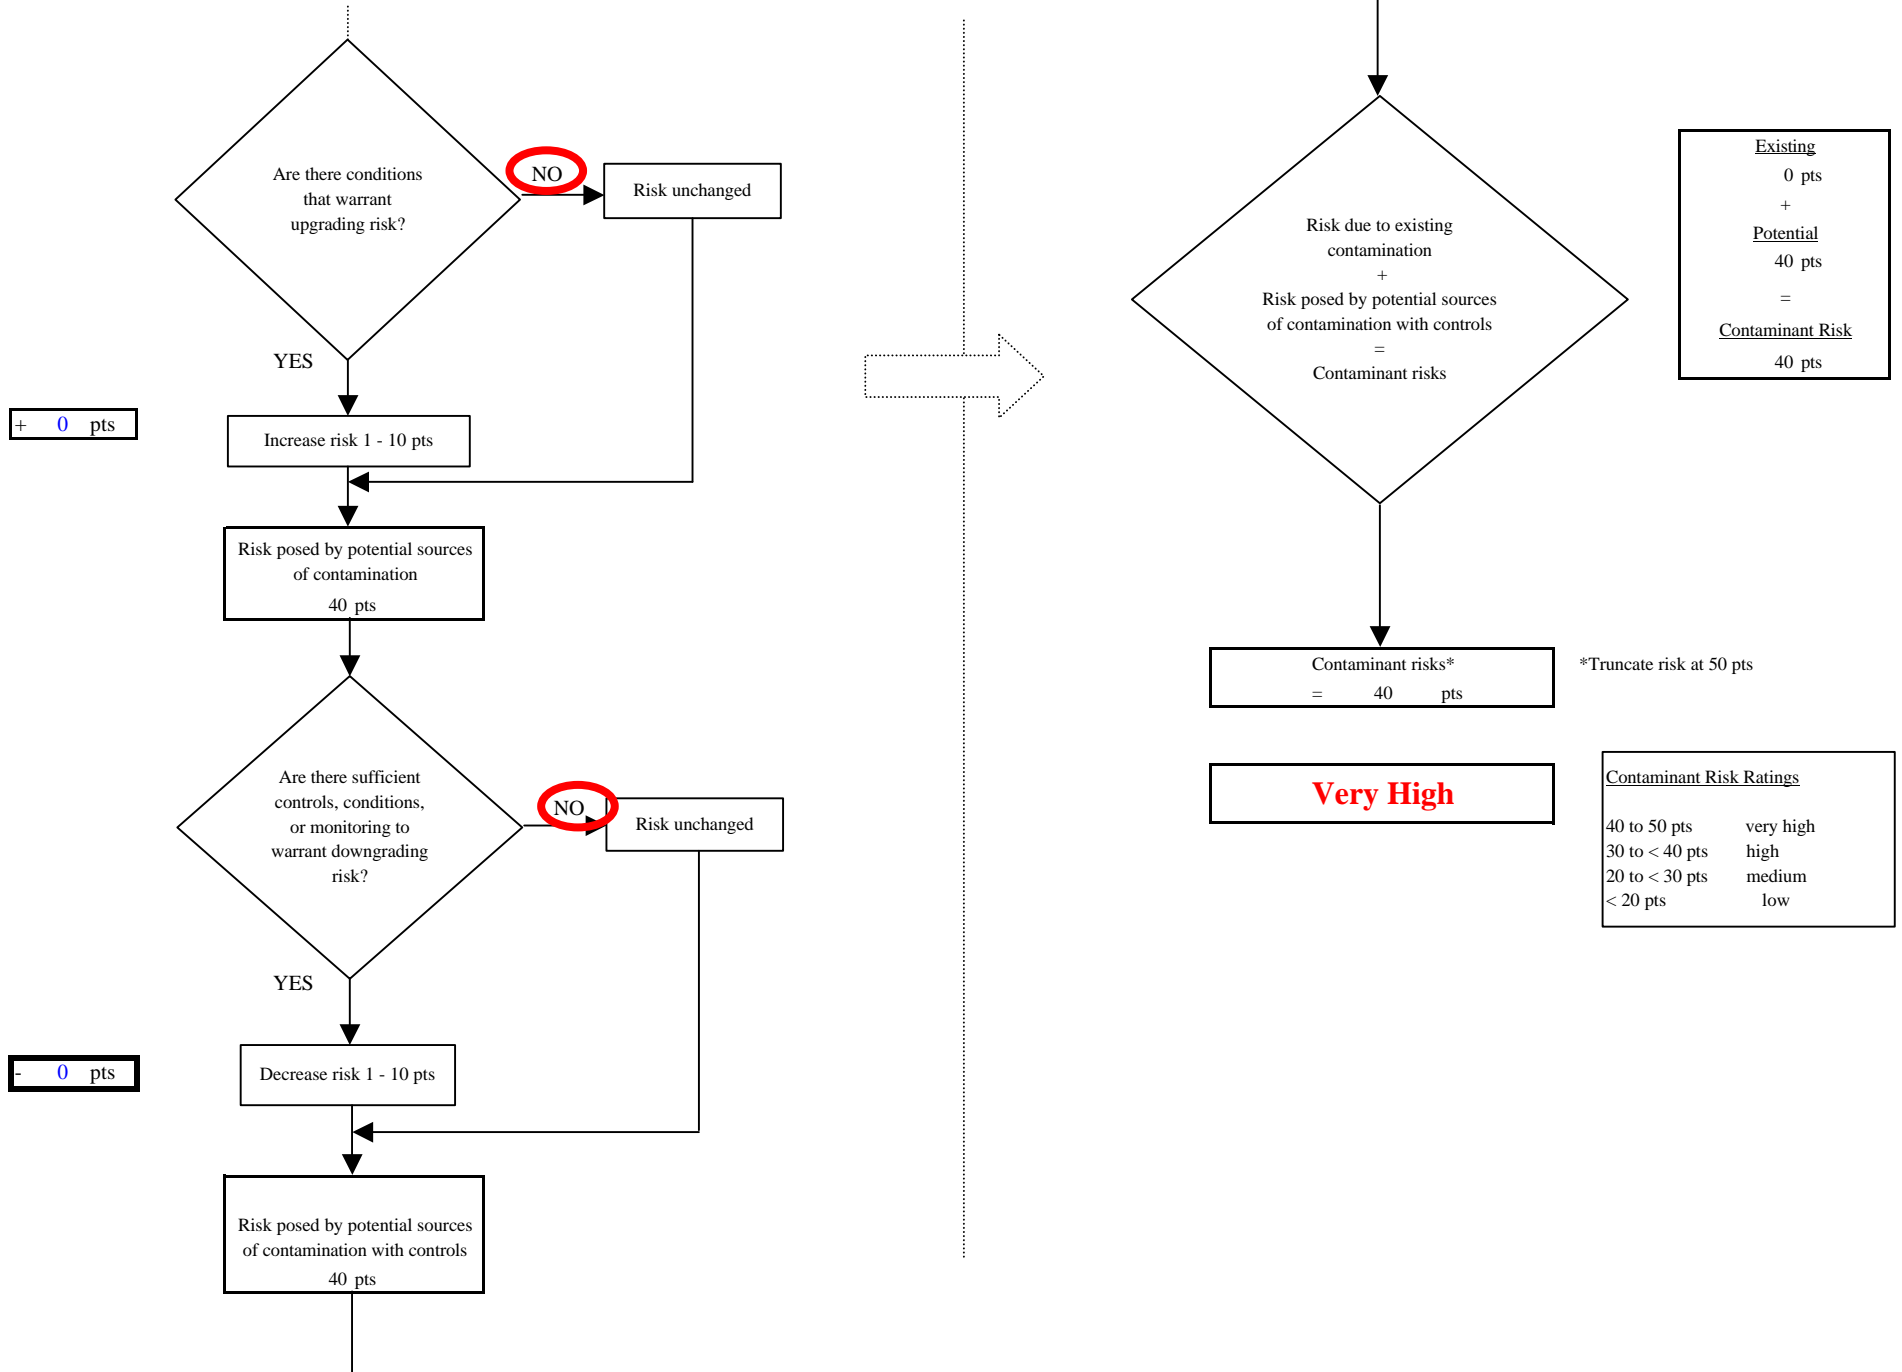 Are there conditions
that warrant
upgrading risk?
NO
Risk unchanged
YES
+ 0 pts
Increase risk 1 - 10 pts
Risk posed by potential sources
of contamination
40 pts
Are there sufficient
controls, conditions,
or monitoring to
warrant downgrading
risk?
NO
Risk unchanged
YES
- 0 pts
Decrease risk 1 - 10 pts
Risk posed by potential sources
of contamination with controls
40 pts
Risk due to existing
contamination
+
Risk posed by potential sources
of contamination with controls
=
Contaminant risks
Existing
0 pts
+
Potential
40 pts
=
Contaminant Risk
40 pts
Contaminant risks*
= 40 pts
*Truncate risk at 50 pts
Very High
Contaminant Risk Ratings
40 to 50 pts very high
30 to < 40 pts high
20 to < 30 pts medium
< 20 pts low